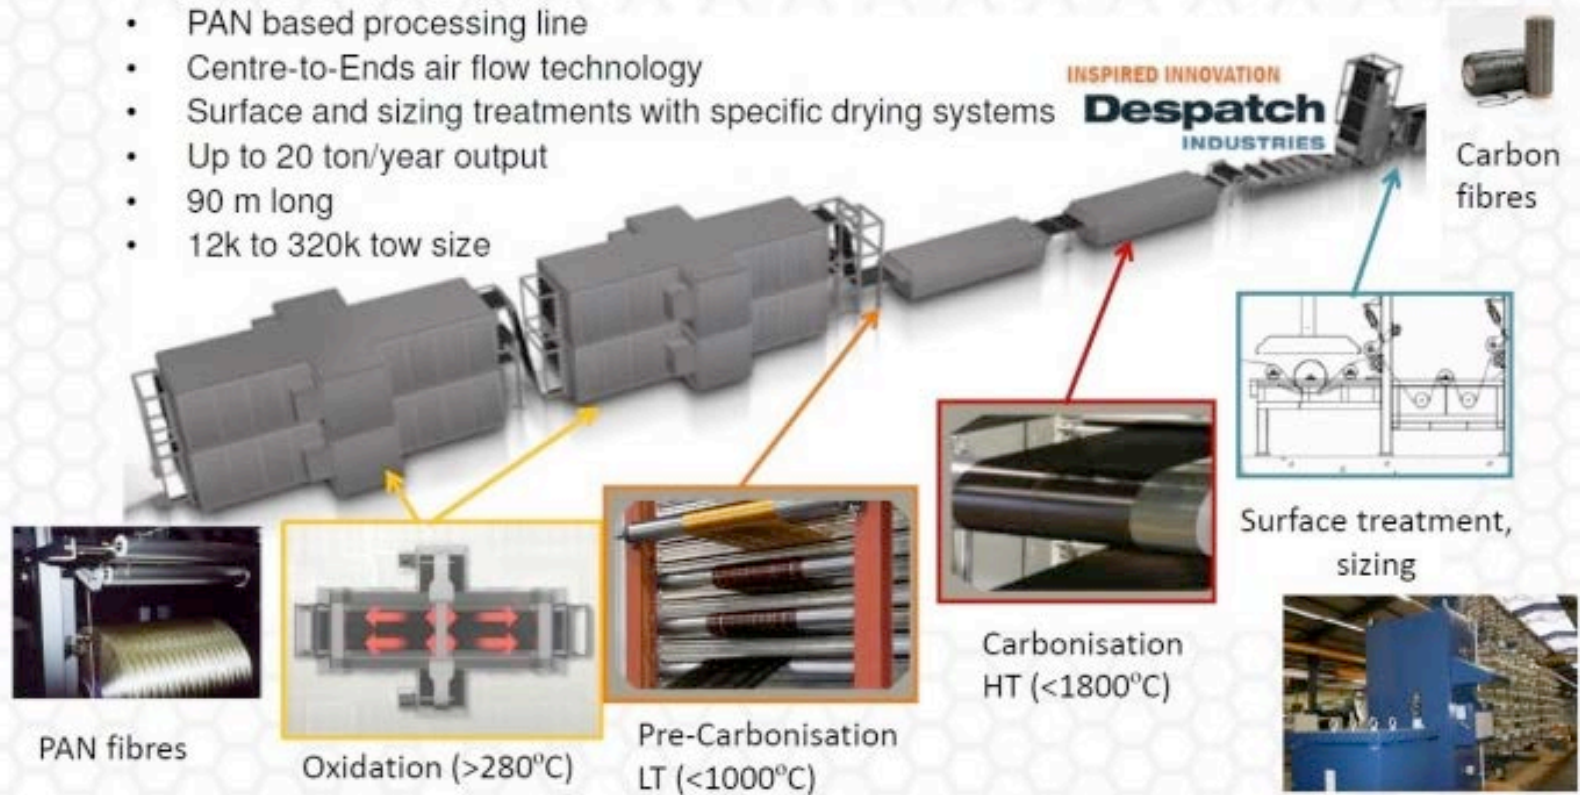 • PAN based processing line
• Centre-to-Ends air flow technology
• Surface and sizing treatments with specific drying systems
• Up to 20 ton/year output
• 90 m long
• 12k to 320k tow size
INSPIRED INNOVATION
Despatch
INDUSTRIES
Carbon
fibres
Surface treatment,
sizing
Carbonisation
HT (<1800°C)
Pre-Carbonisation
LT (<1000°C)
Oxidation (>280°C)
PAN fibres